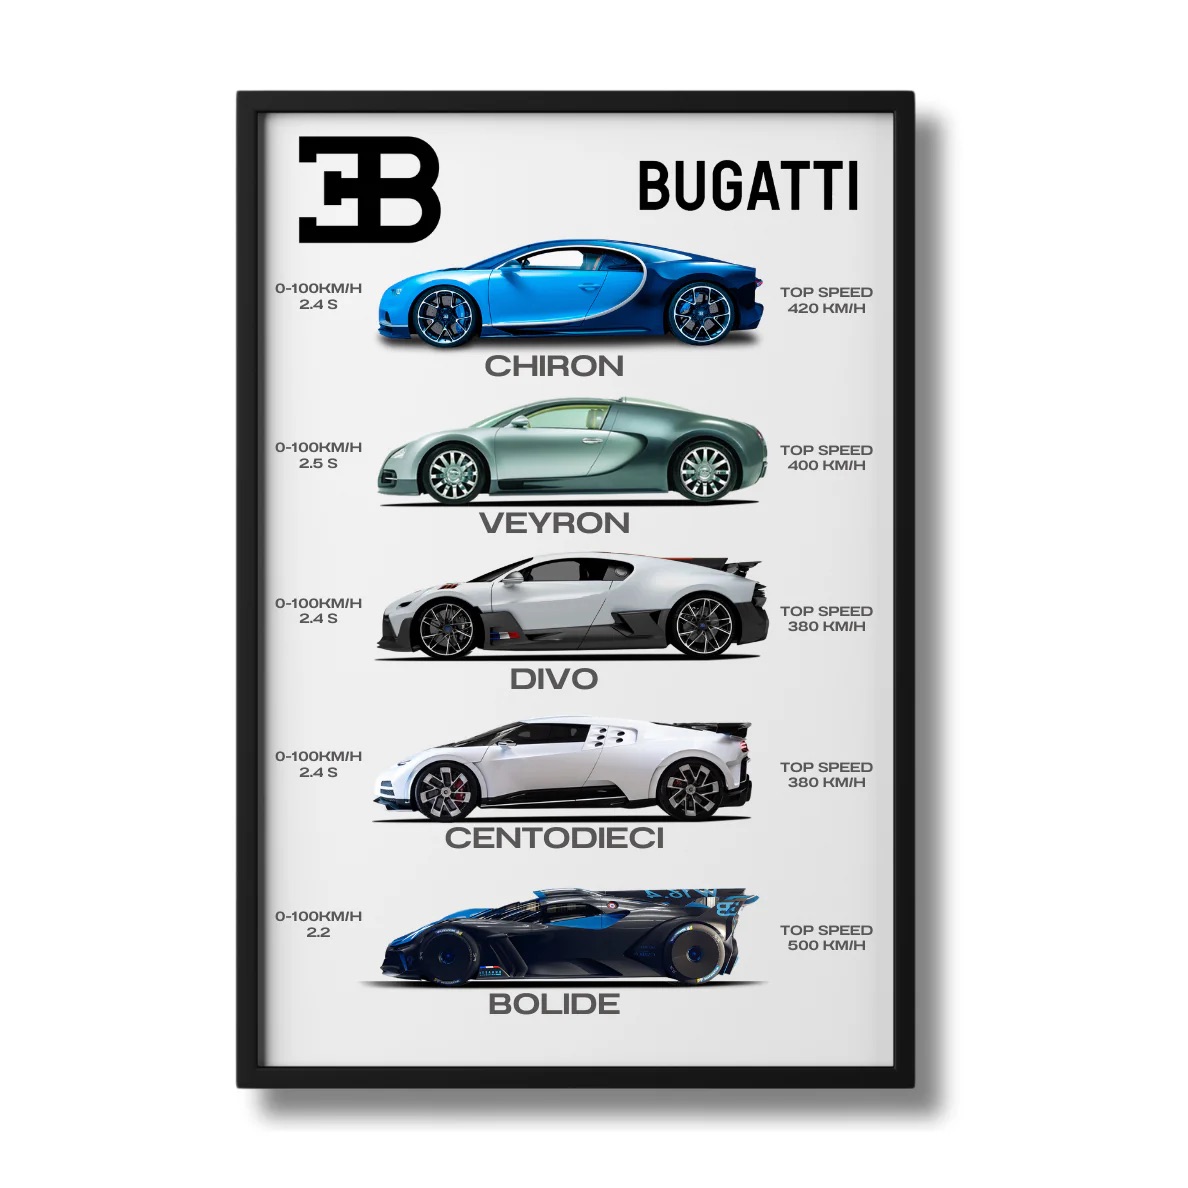 EB
BUGATTI
0-100KM/H
2.4 S
TOP SPEED
420 KM/H
CHIRON
0-100KM/H
2.5 S
TOP SPEED
400 KM/H
VEYRON
0-100KM/H
2.4 S
TOP SPEED
380 KM/H
DIVO
0-100KM/H
2.4 S
TOP SPEED
380 KM/H
CENTODIECI
0-100KM/H
2.2
TOP SPEED
500 KM/H
BOLIDE